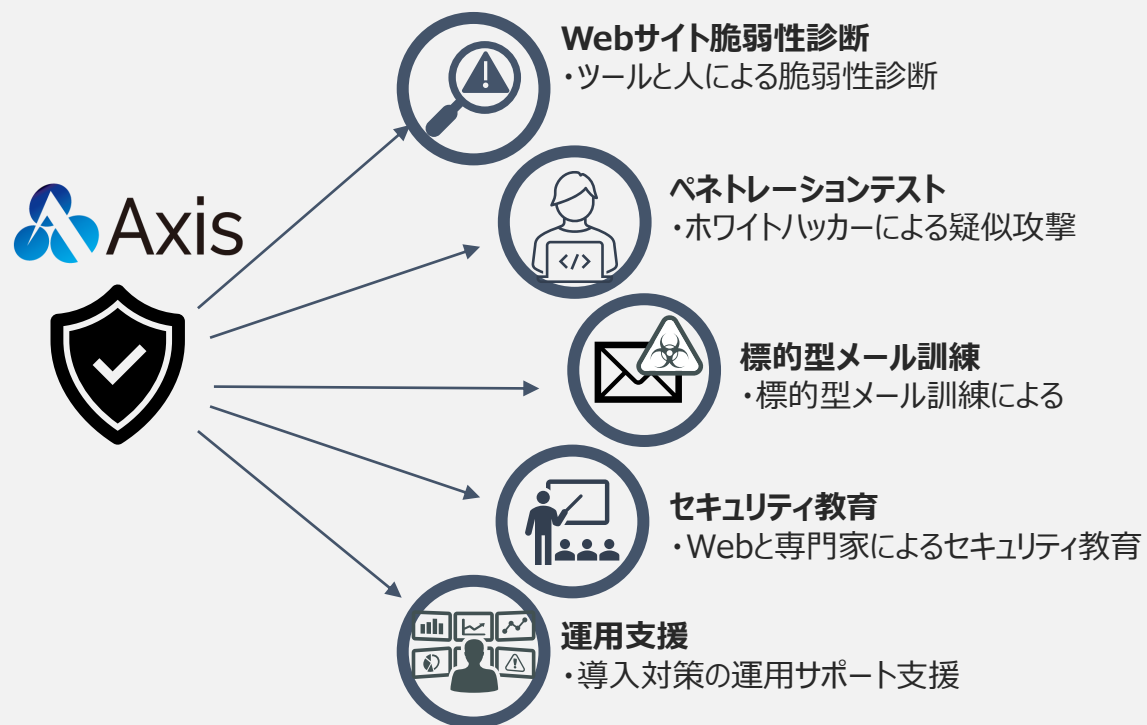 Webサイト脆弱性診断
・ツールと人による脆弱性診断
Axis
ペネトレーションテスト
・ホワイトハッカーによる疑似攻撃
</>
標的型メール訓練
・標的型メール訓練による
セキュリティ教育
・Webと専門家によるセキュリティ教育
運用支援
・導入対策の運用サポート支援